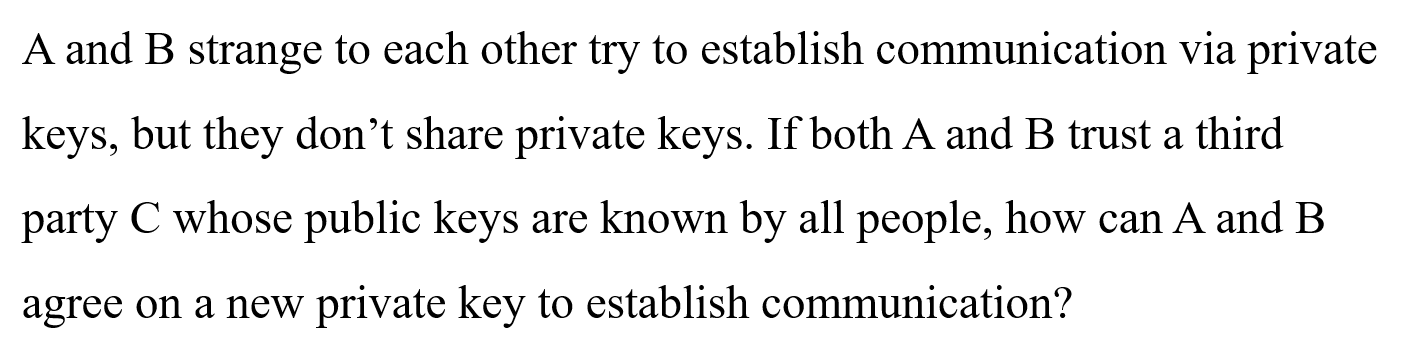 A and B strange to each other try to establish communication via private
keys, but they don’t share private keys. If both A and B trust a third
party C whose public keys are known by all people, how can A and B
agree on a new private key to establish communication?